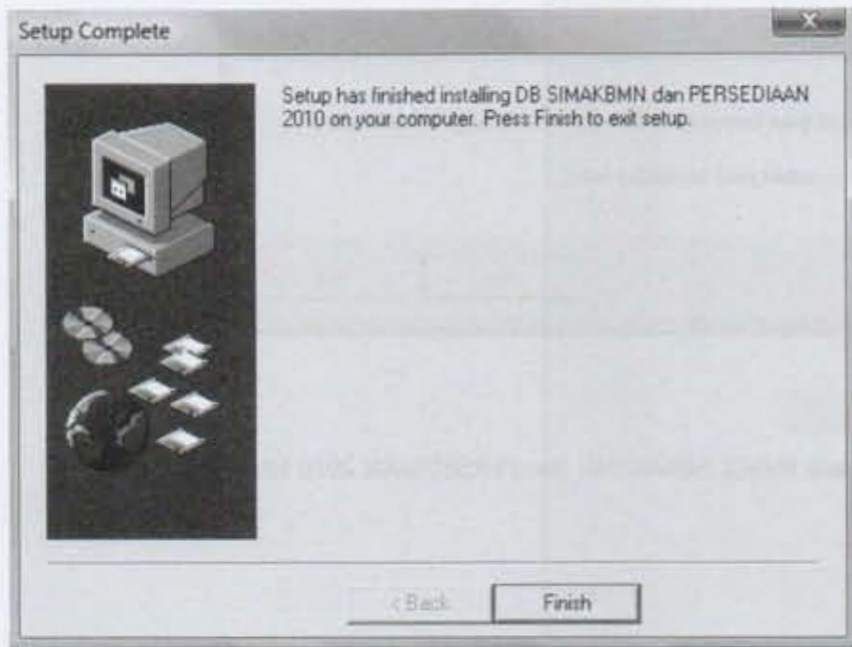 Setup Complete
Setup has finished installing DB SIMAKBMN dan PERSEDIAAN
2010 on your computer. Press Finish to exit setup.
< Back
Finish